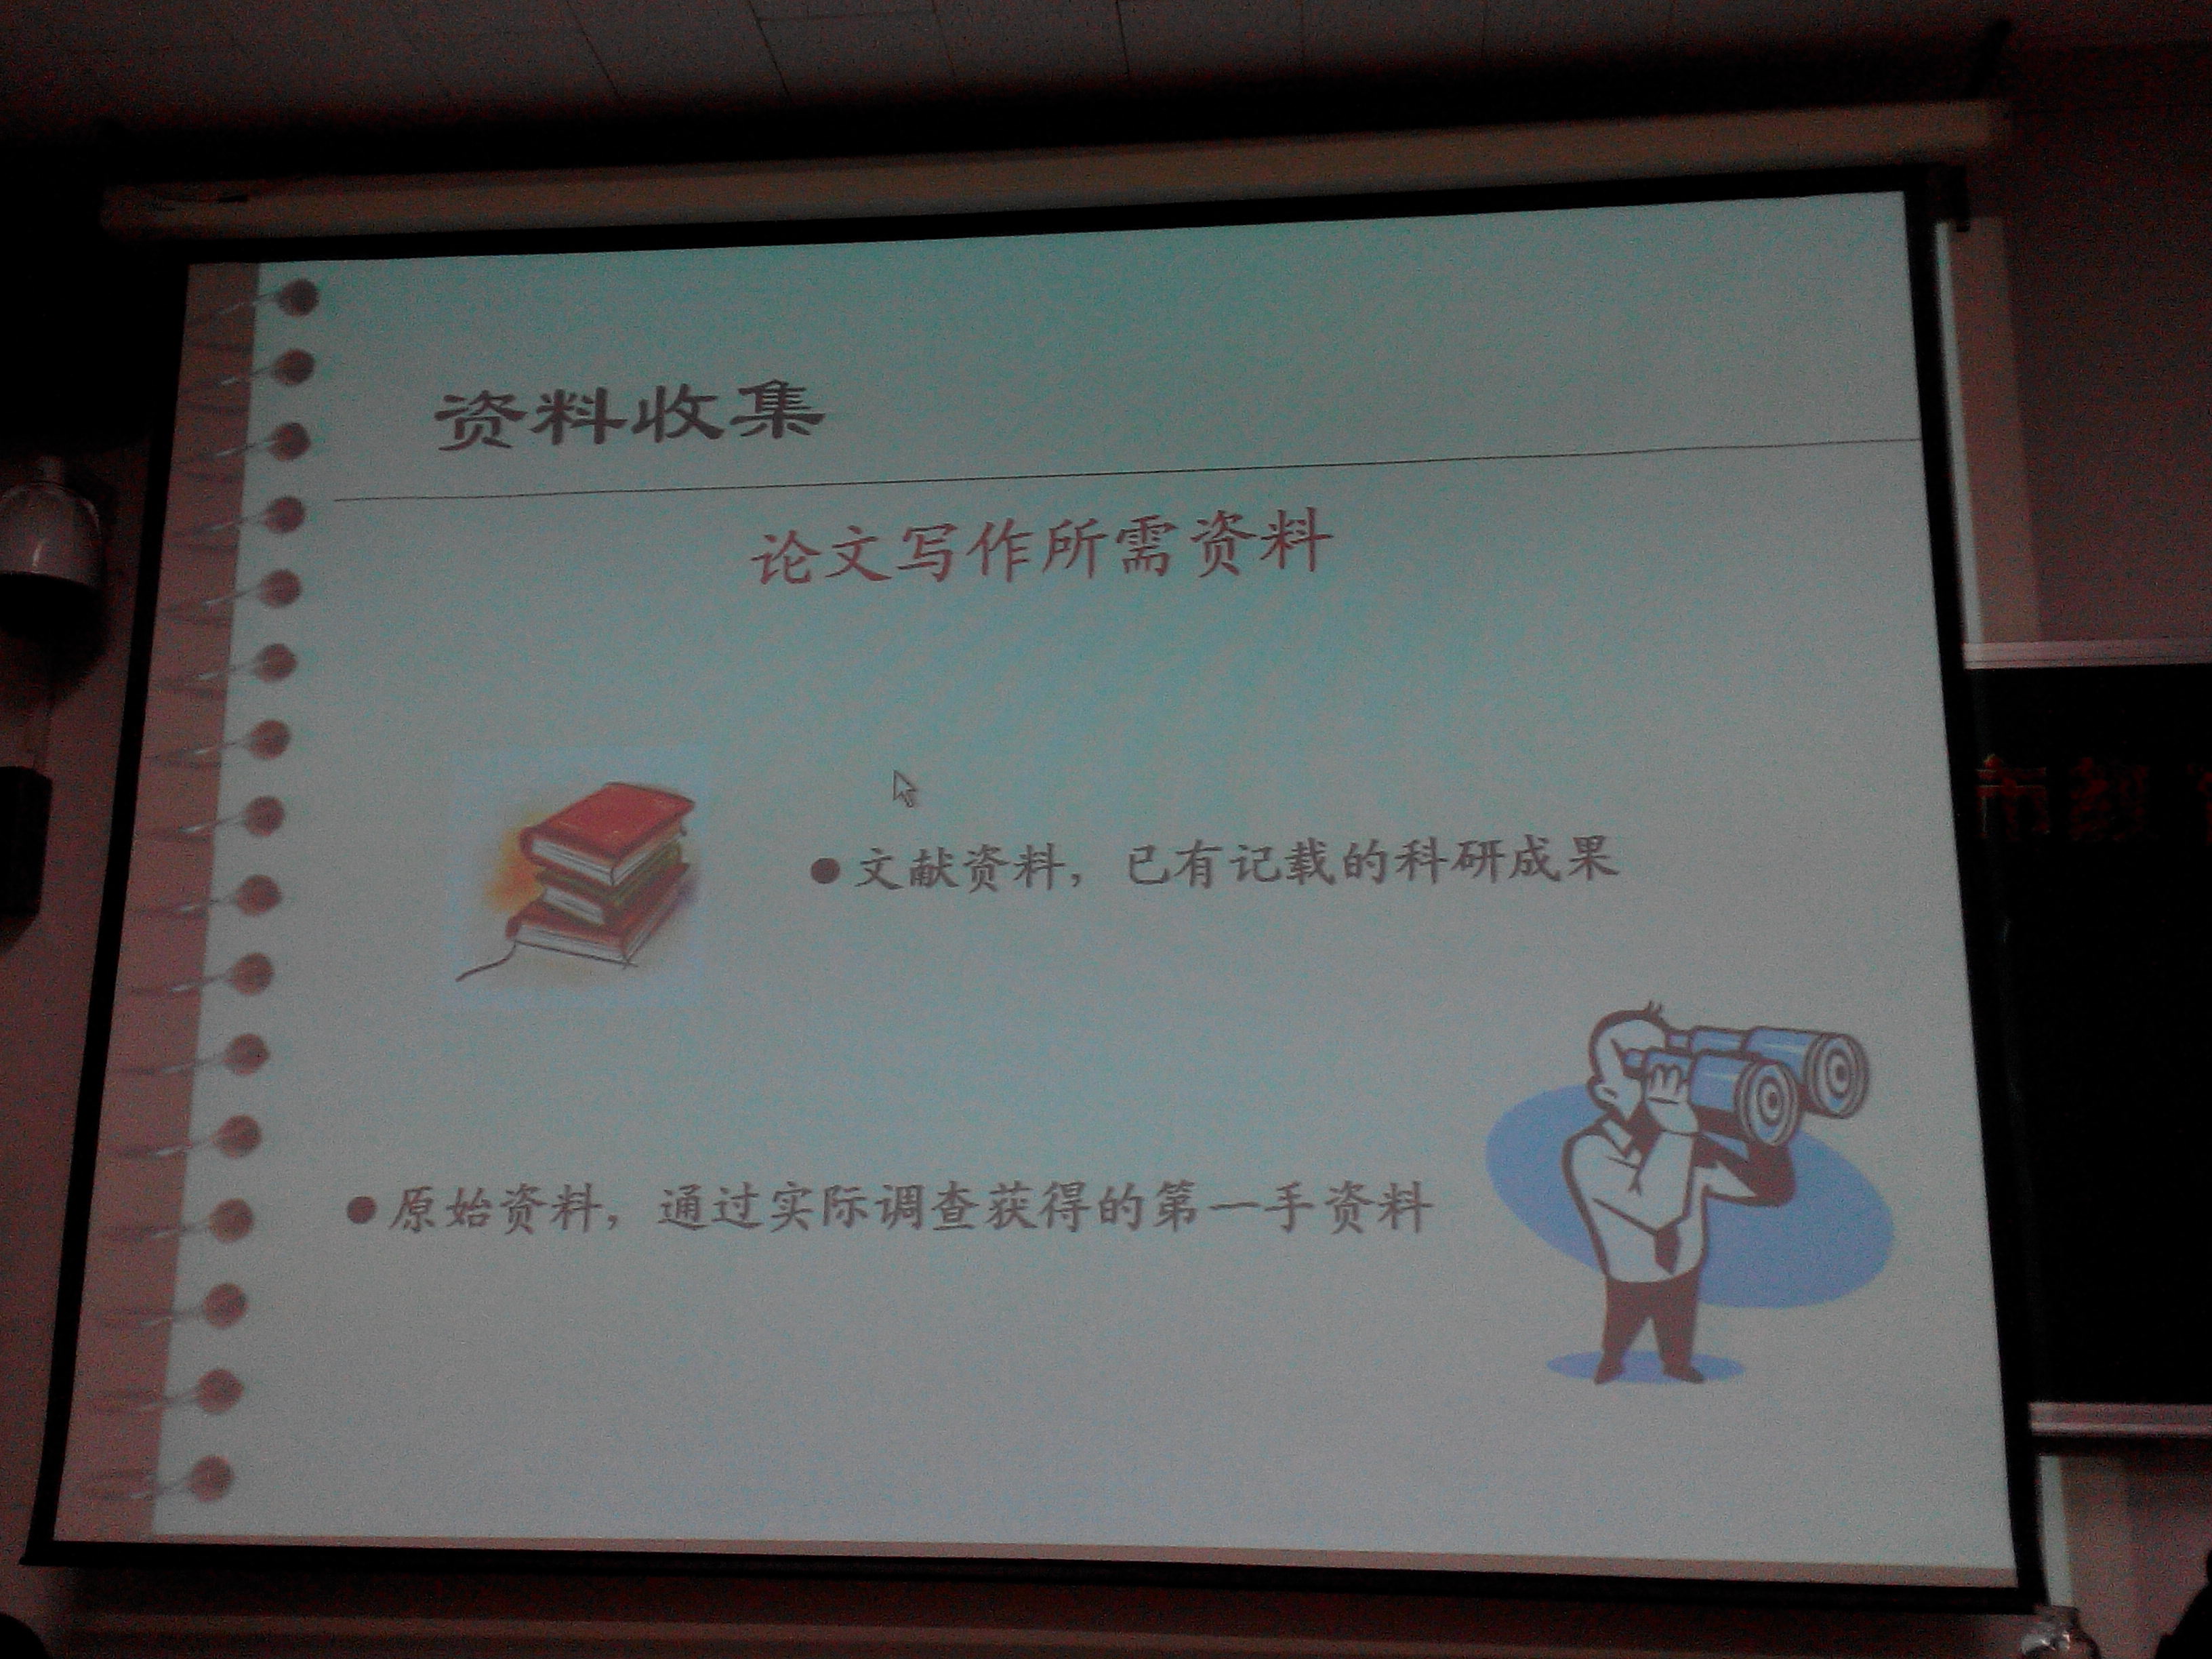 资料收集
论文写作所需资料
文献资料，已有记载的科研成果
原始资料，通过实际调查获得的第一手资料